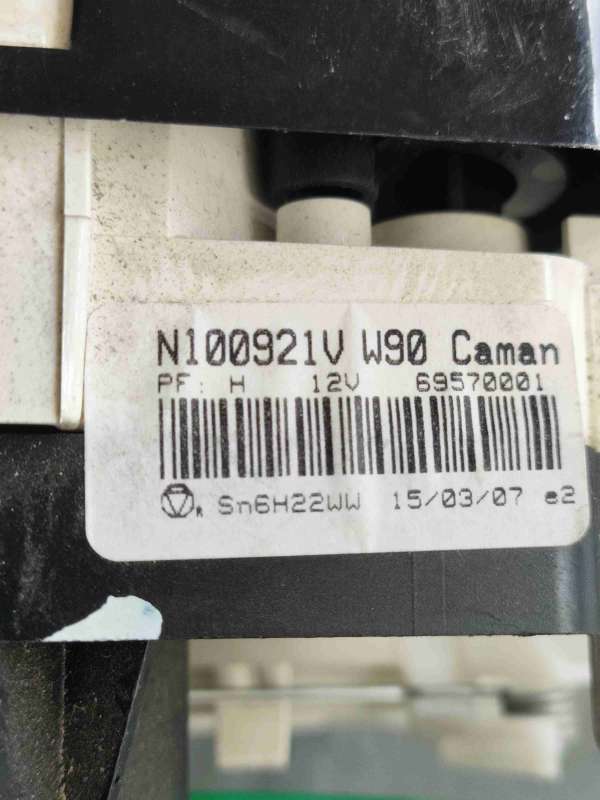 N100921V W90 Caman
PF: H 12V 69570001
R Sn6H22WW 15/03/07 e2